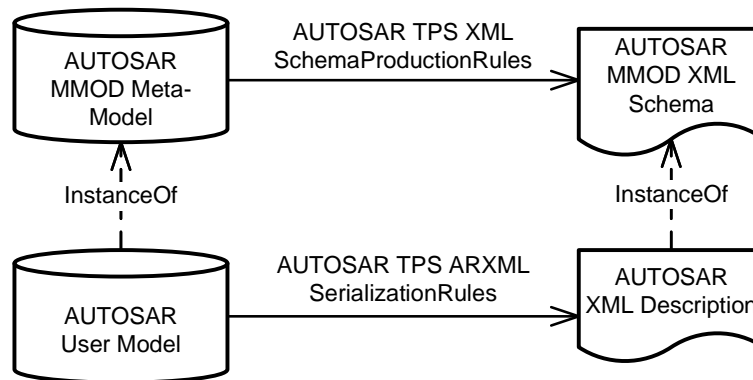 AUTOSAR
MMOD Meta-
Model
AUTOSAR TPS XML
SchemaProductionRules
AUTOSAR
MMOD XML
Schema
InstanceOf
InstanceOf
AUTOSAR
User Model
AUTOSAR TPS ARXML
SerializationRules
AUTOSAR
XML Description